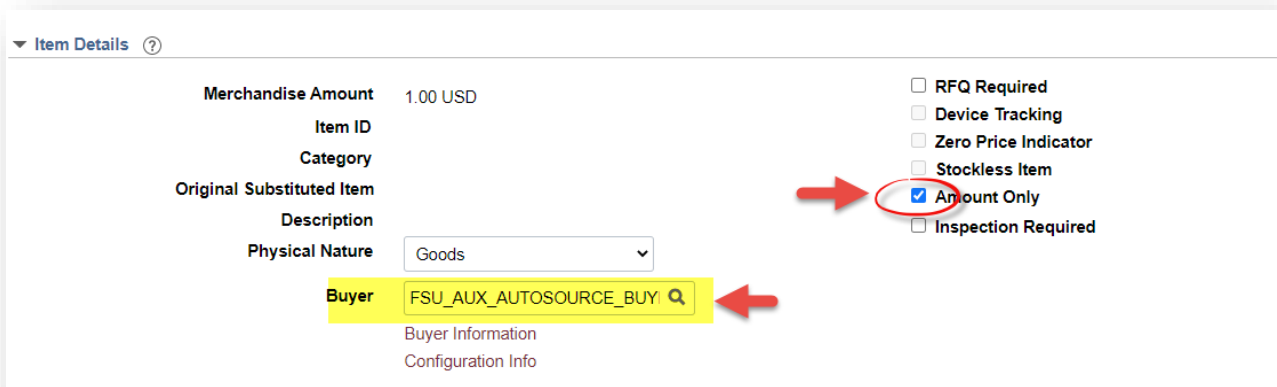 Item Details ?
Merchandise Amount 1.00 USD
Item ID
Category
Original Substituted Item
Description
Physical Nature Goods
Buyer FSU_AUX_AUTOSOURCE_BUY
Buyer Information
Configuration Info
RFQ Required
Device Tracking
Zero Price Indicator
Stockless Item
Amount Only
Inspection Required